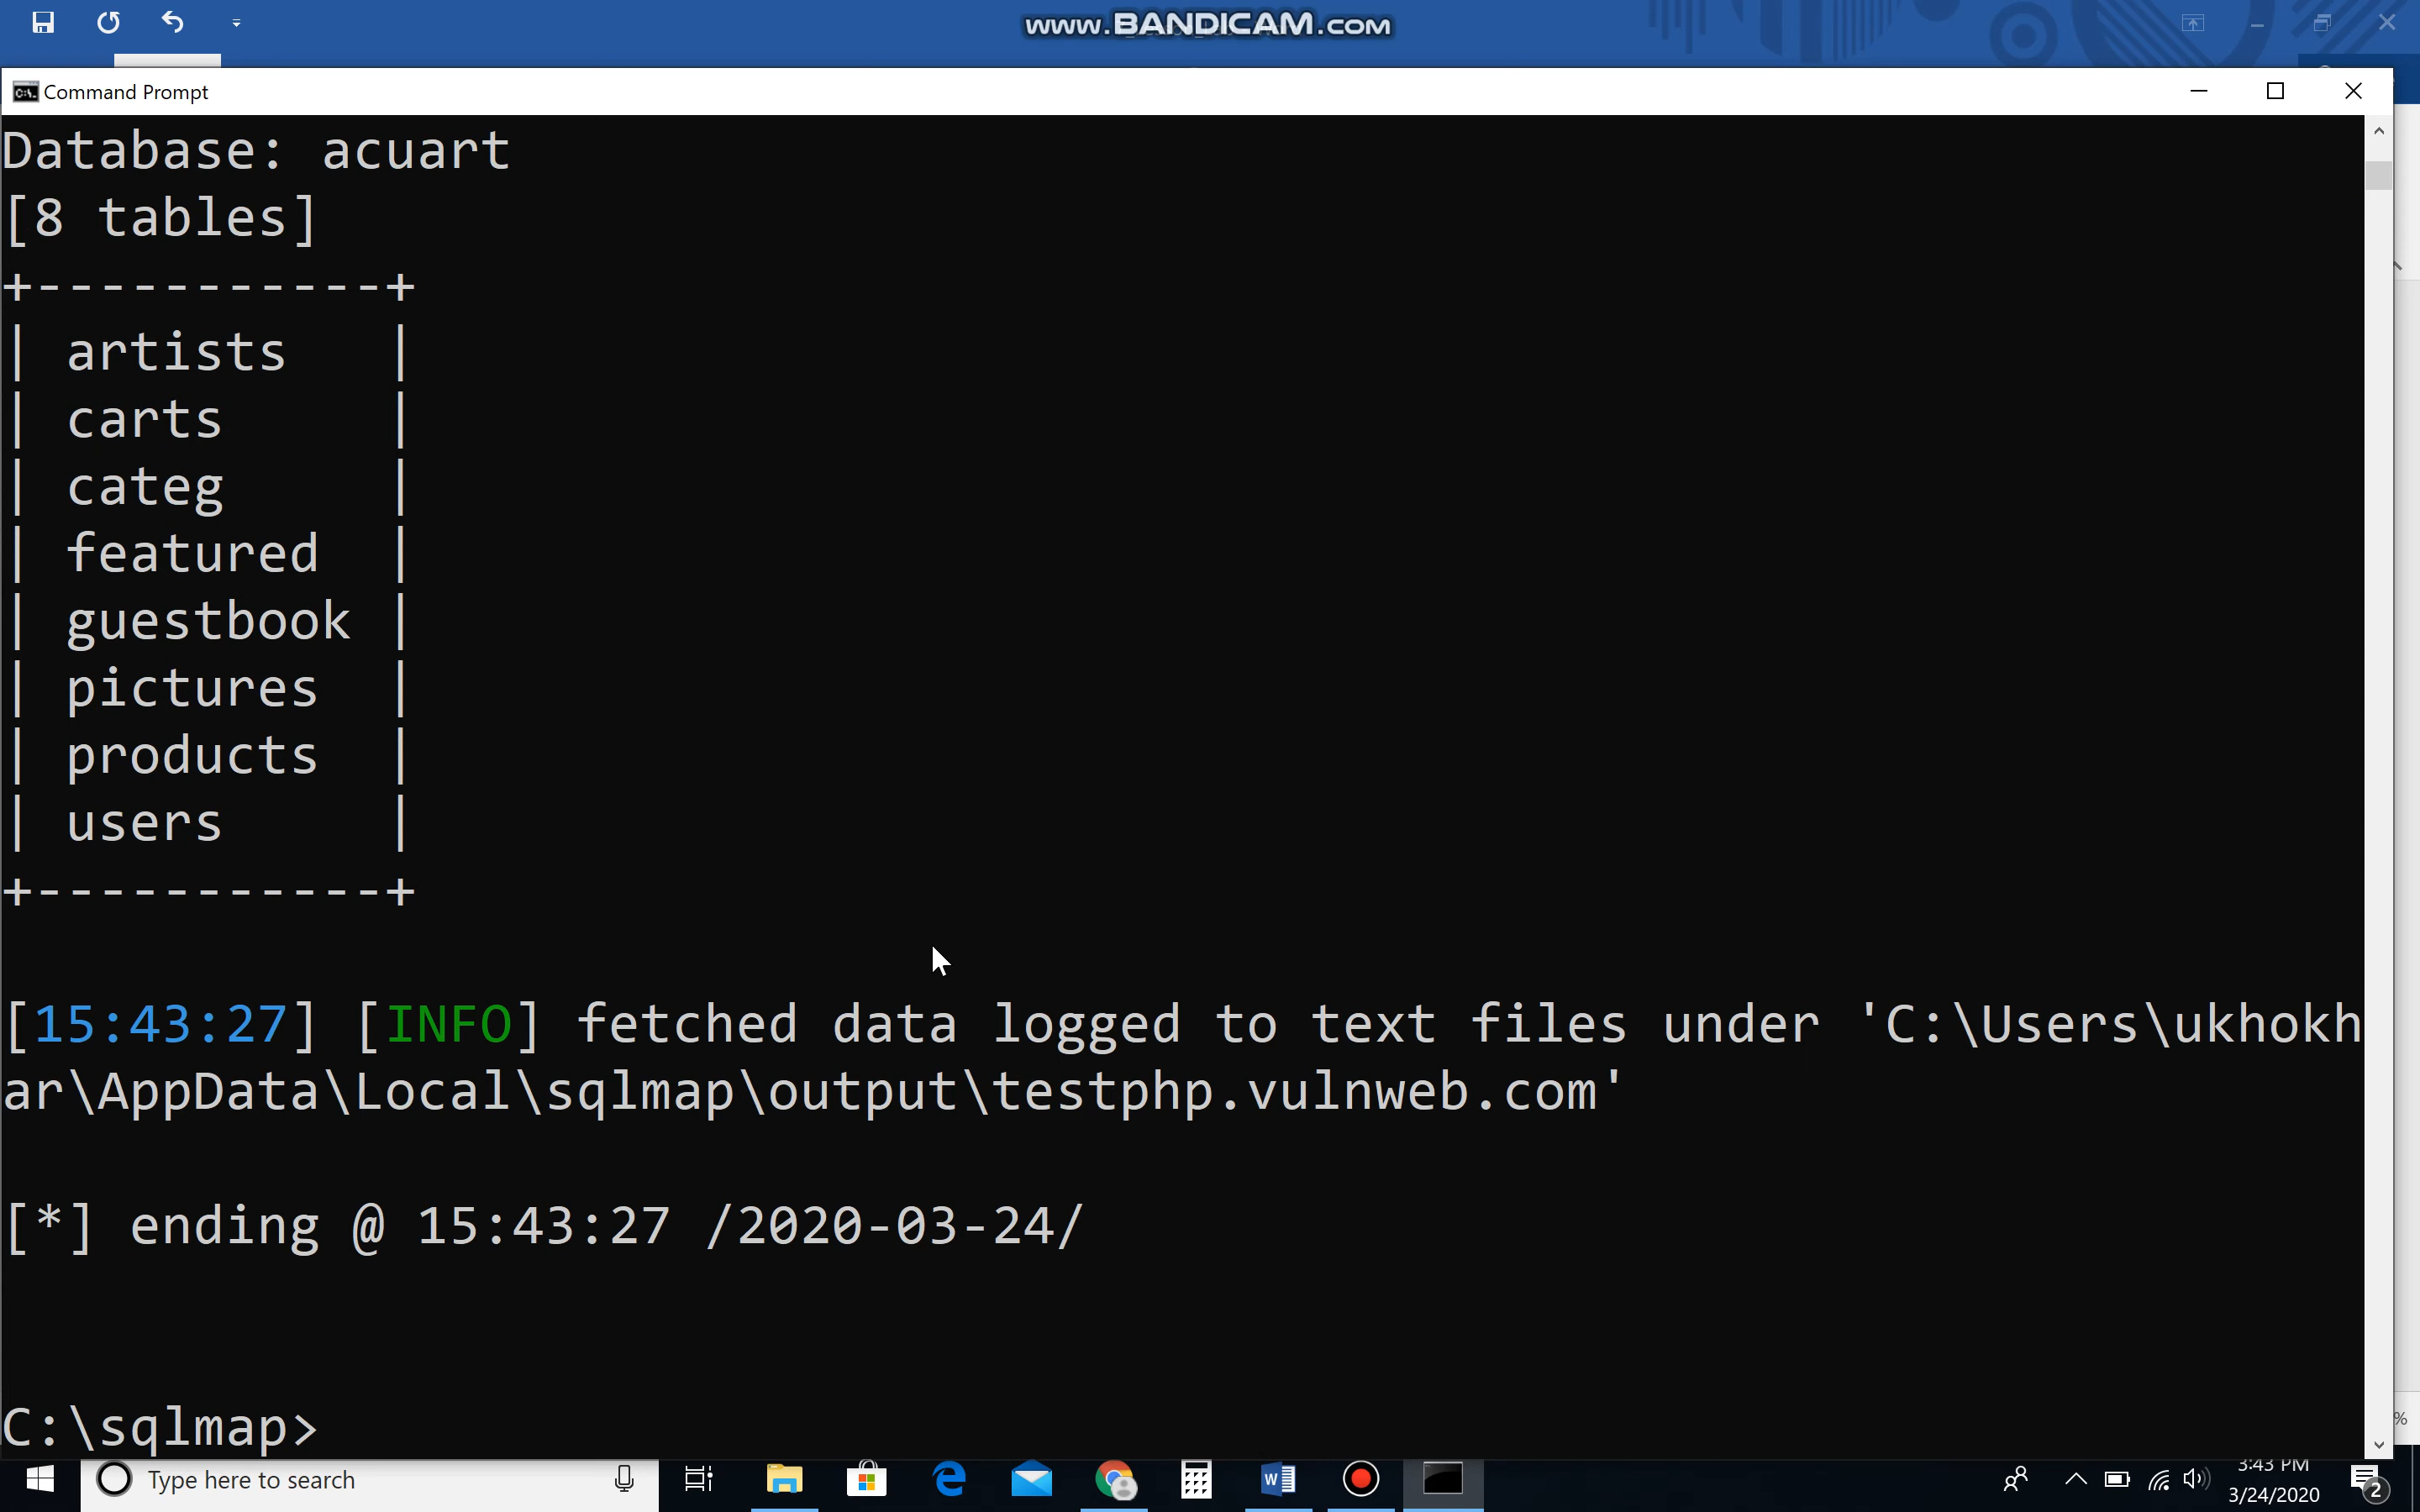 www.BANDICAM.COM
Command Prompt
Database: acuart
[8 tables]
+-----------+
| artists   |
| carts     |
| categ     |
| featured  |
| guestbook |
| pictures  |
| products  |
| users     |
+-----------+
[15:43:27] [INFO] fetched data logged to text files under 'C:\Users\ukhokh
ar\AppData\Local\sqlmap\output\testphp.vulnweb.com'
[*] ending @ 15:43:27 /2020-03-24/
C:\sqlmap>
%
Type here to search
3:43 PM
3/24/2020
2